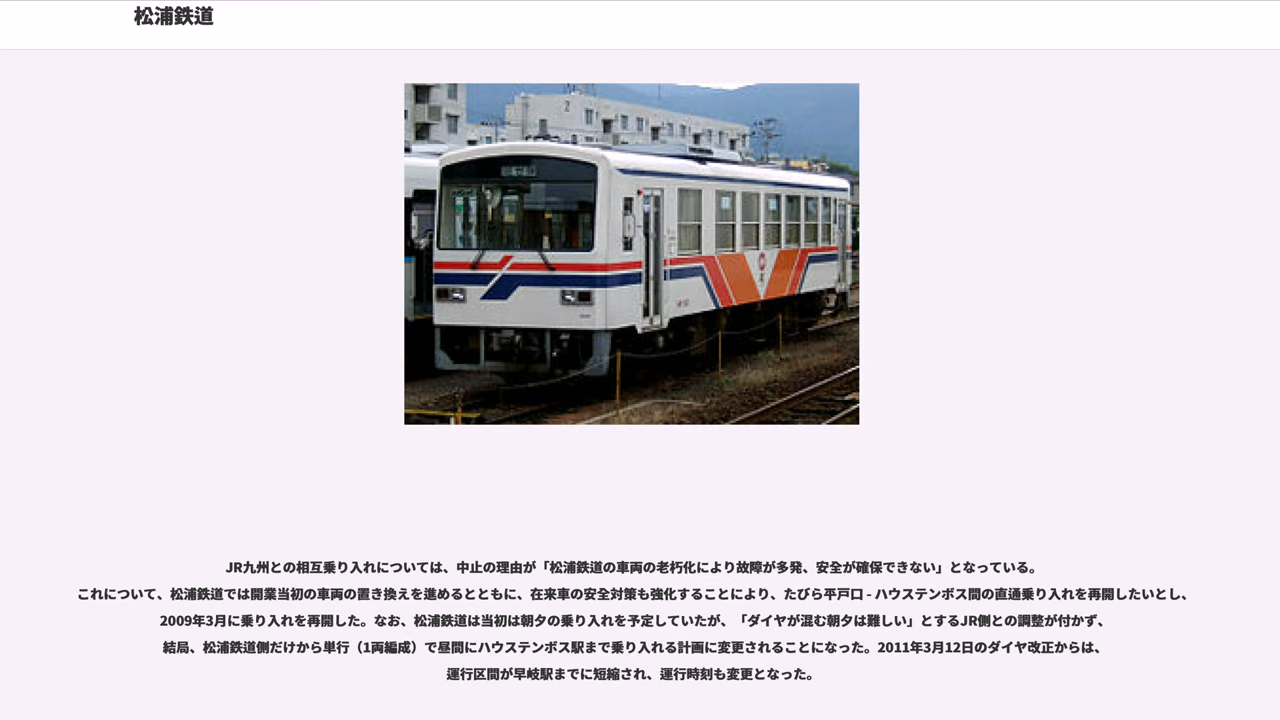 松浦鉄道
2
JR九州との相互乗り入れについては、中止の理由が「松浦鉄道の車両の老朽化により故障が多発、安全が確保できない」となっている。
これについて、松浦鉄道では開業当初の車両の置き換えを進めるとともに、在来車の安全対策も強化することにより、たびら平戸口 - ハウステンボス間の直通乗り入れを再開したいとし、
2009年3月に乗り入れを再開した。なお、松浦鉄道は当初は朝夕の乗り入れを予定していたが、「ダイヤが混む朝夕は難しい」とするJR側との調整が付かず、
結局、松浦鉄道側だけから単行（1両編成）で昼間にハウステンボス駅まで乗り入れる計画に変更されることになった。2011年3月12日のダイヤ改正からは、
運行区間が早岐駅までに短縮され、運行時刻も変更となった。